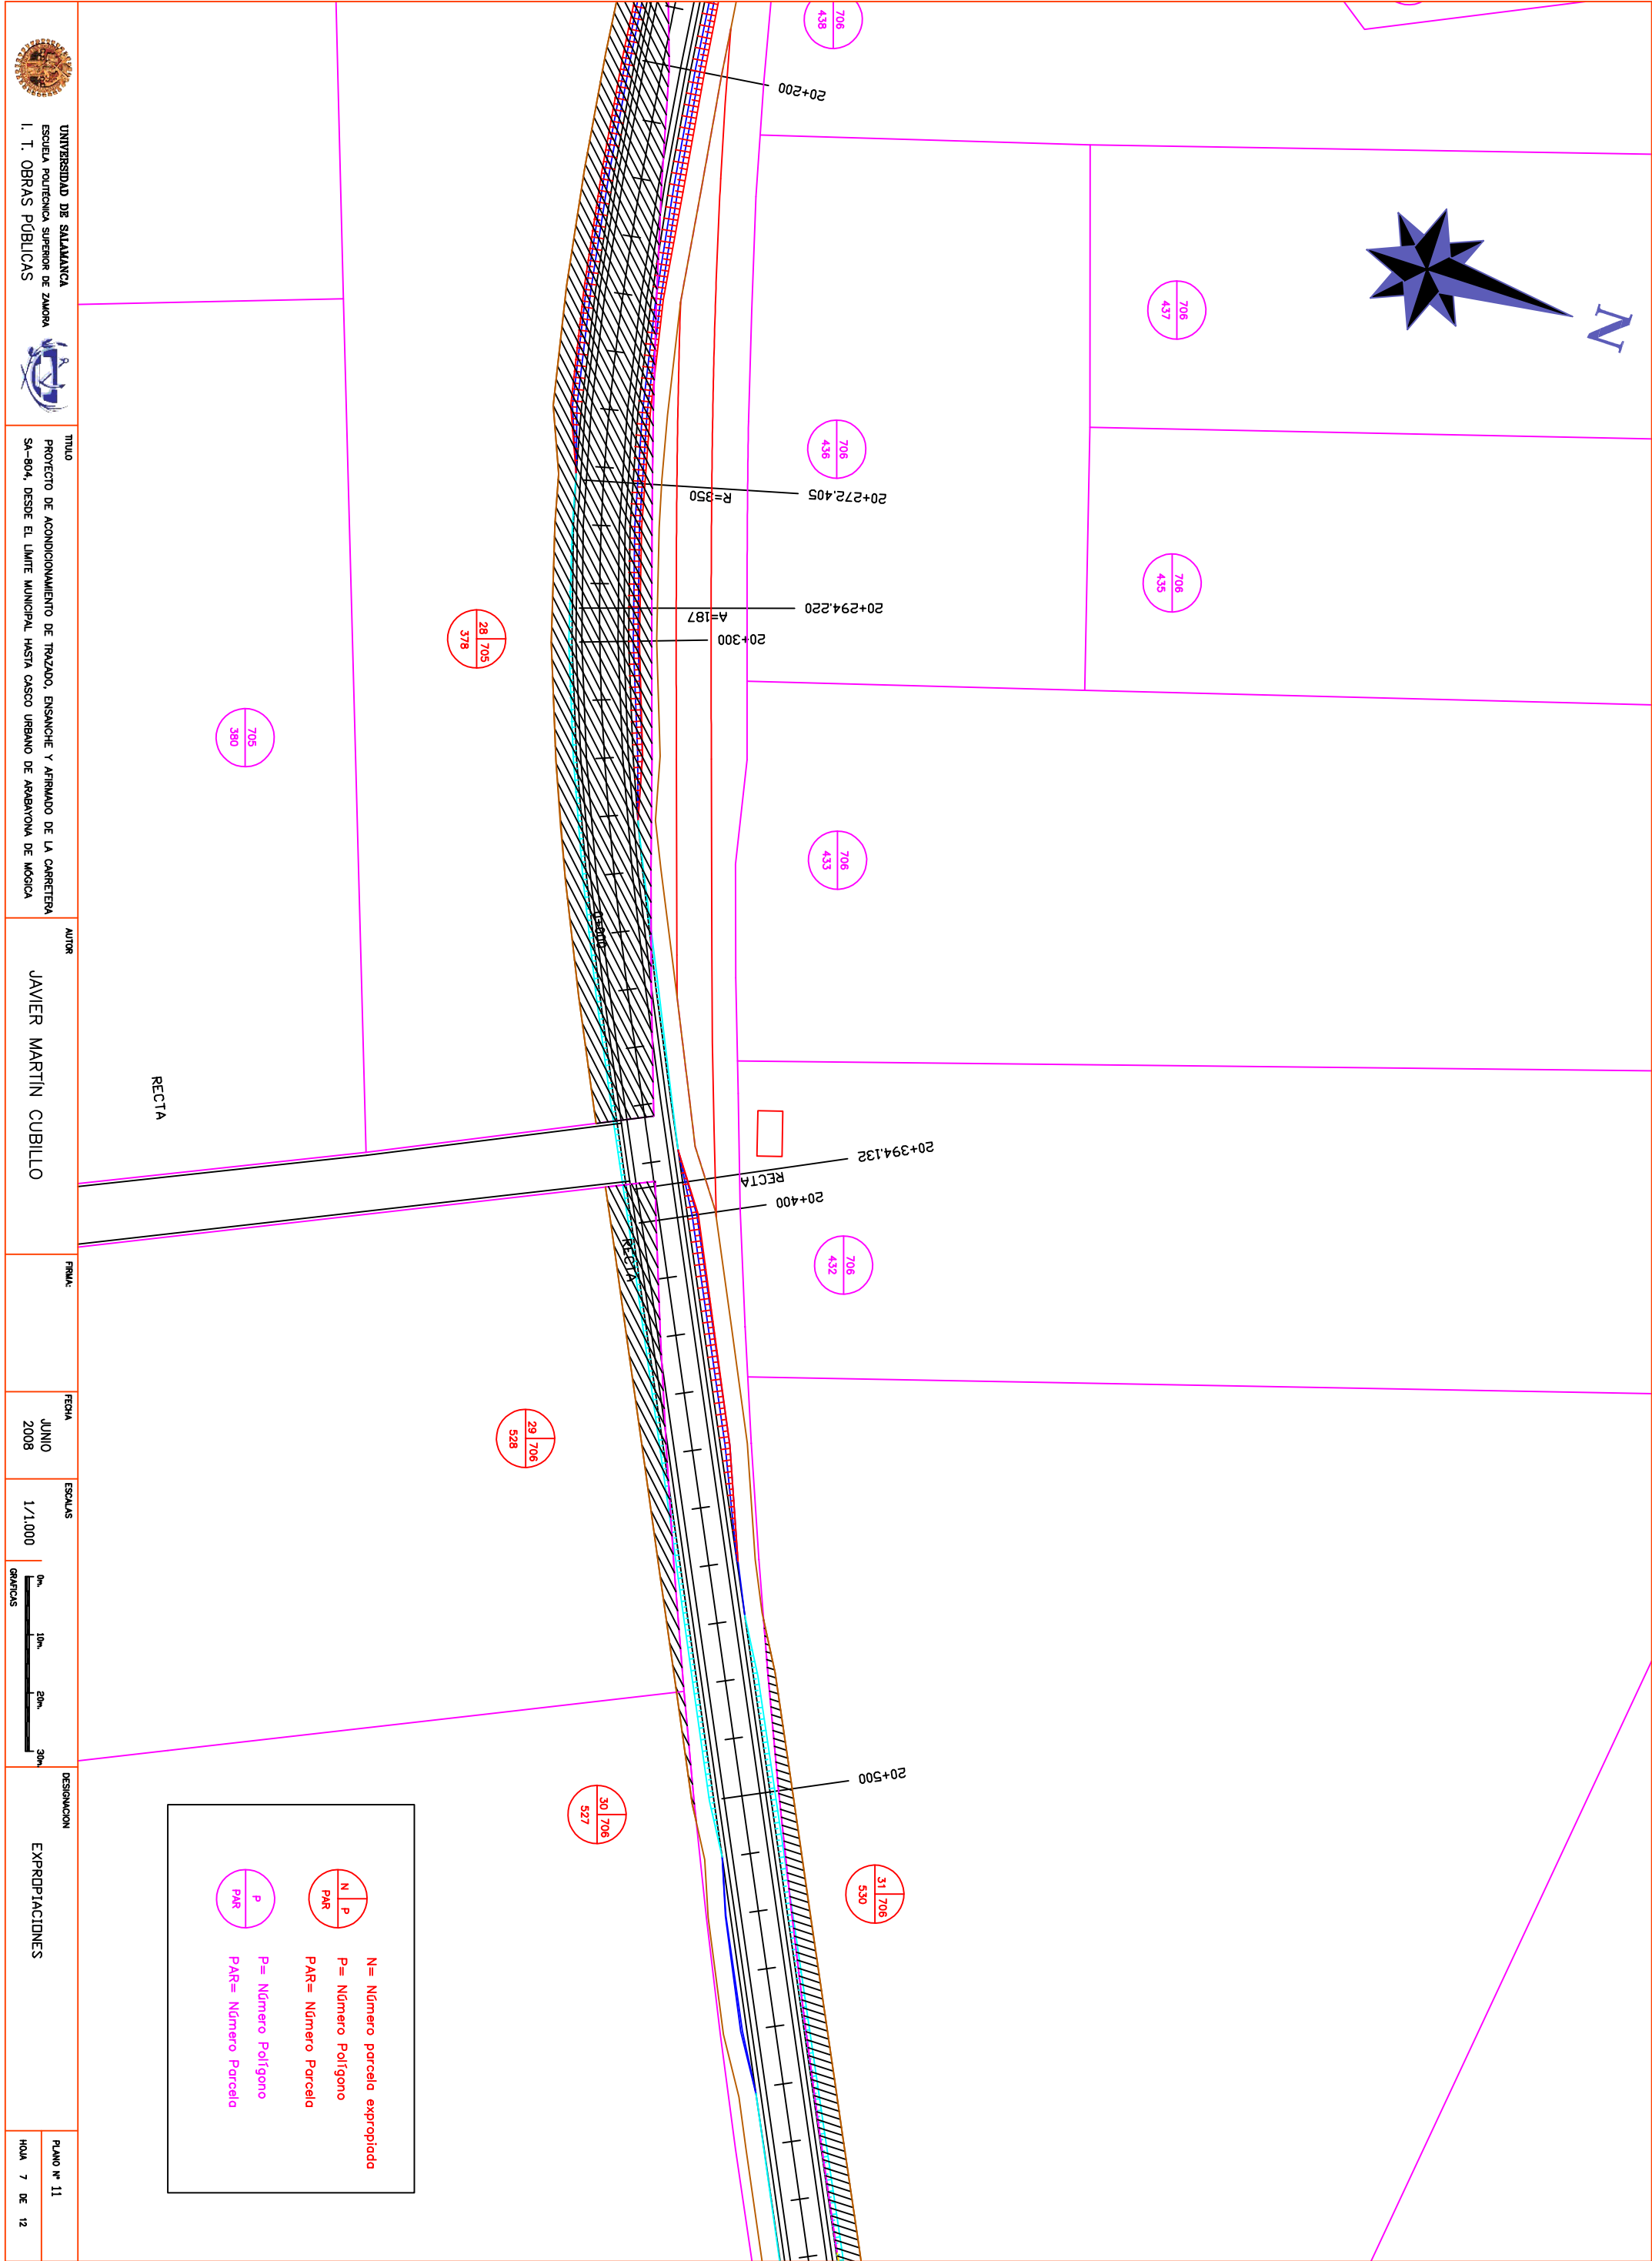 706
438
20+200
706
437
706
436
706
435
R=350
20+272.405
A=187
20+294.220
20+300
28 705
378
705
380
706
433
0+000
RECTA
20+394.132
RECTA
20+400
RECTA
706
432
29 706
528
20+500
30 706
527
31 706
530
N
N P
PAR
N= Número parcela expropiada
P= Número Polígono
PAR= Número Parcela
P
PAR
P= Número Polígono
PAR= Número Parcela
UNIVERSIDAD DE SALAMANCA
ESCUELA POLITÉCNICA SUPERIOR DE ZAMORA
I. T. OBRAS PÚBLICAS
TITULO
PROYECTO DE ACONDICIONAMIENTO DE TRAZADO, ENSANCHE Y AFIRMADO DE LA CARRETERA
SA-804, DESDE EL LÍMITE MUNICIPAL HASTA CASCO URBANO DE ARABAYONA DE MÓGICA
AUTOR
JAVIER MARTÍN CUBILLO
FIRMA:
FECHA
JUNIO
2008
ESCALAS
1/1.000
0m. 10m. 20m. 30m.
GRAFICAS
DESIGNACION
EXPROPIACIONES
PLANO Nº 11
HOJA 7 DE 12